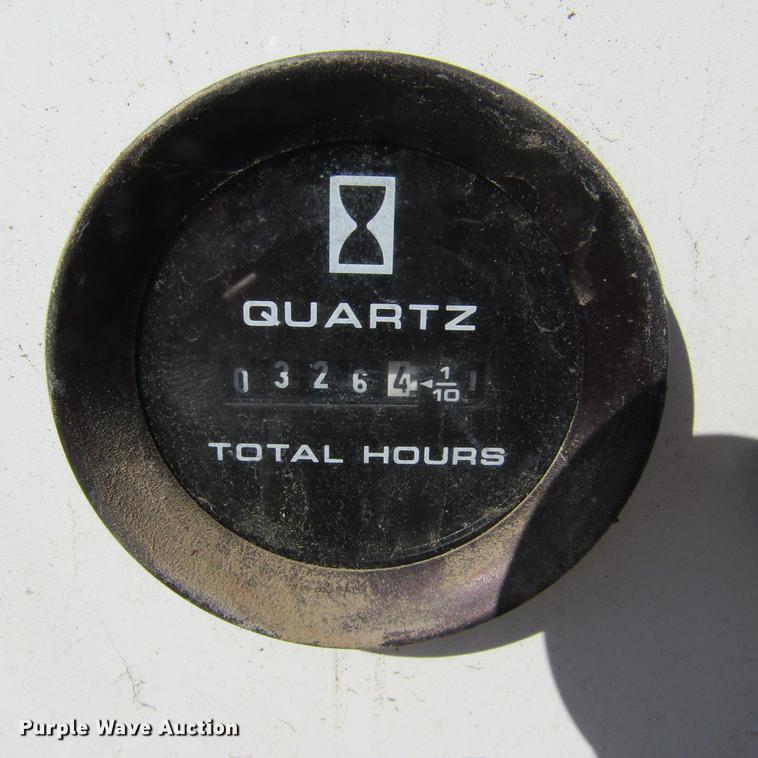 QUARTZ
0 3 2 6 4 ◄ 1/10
TOTAL HOURS
Purple Wave Auction